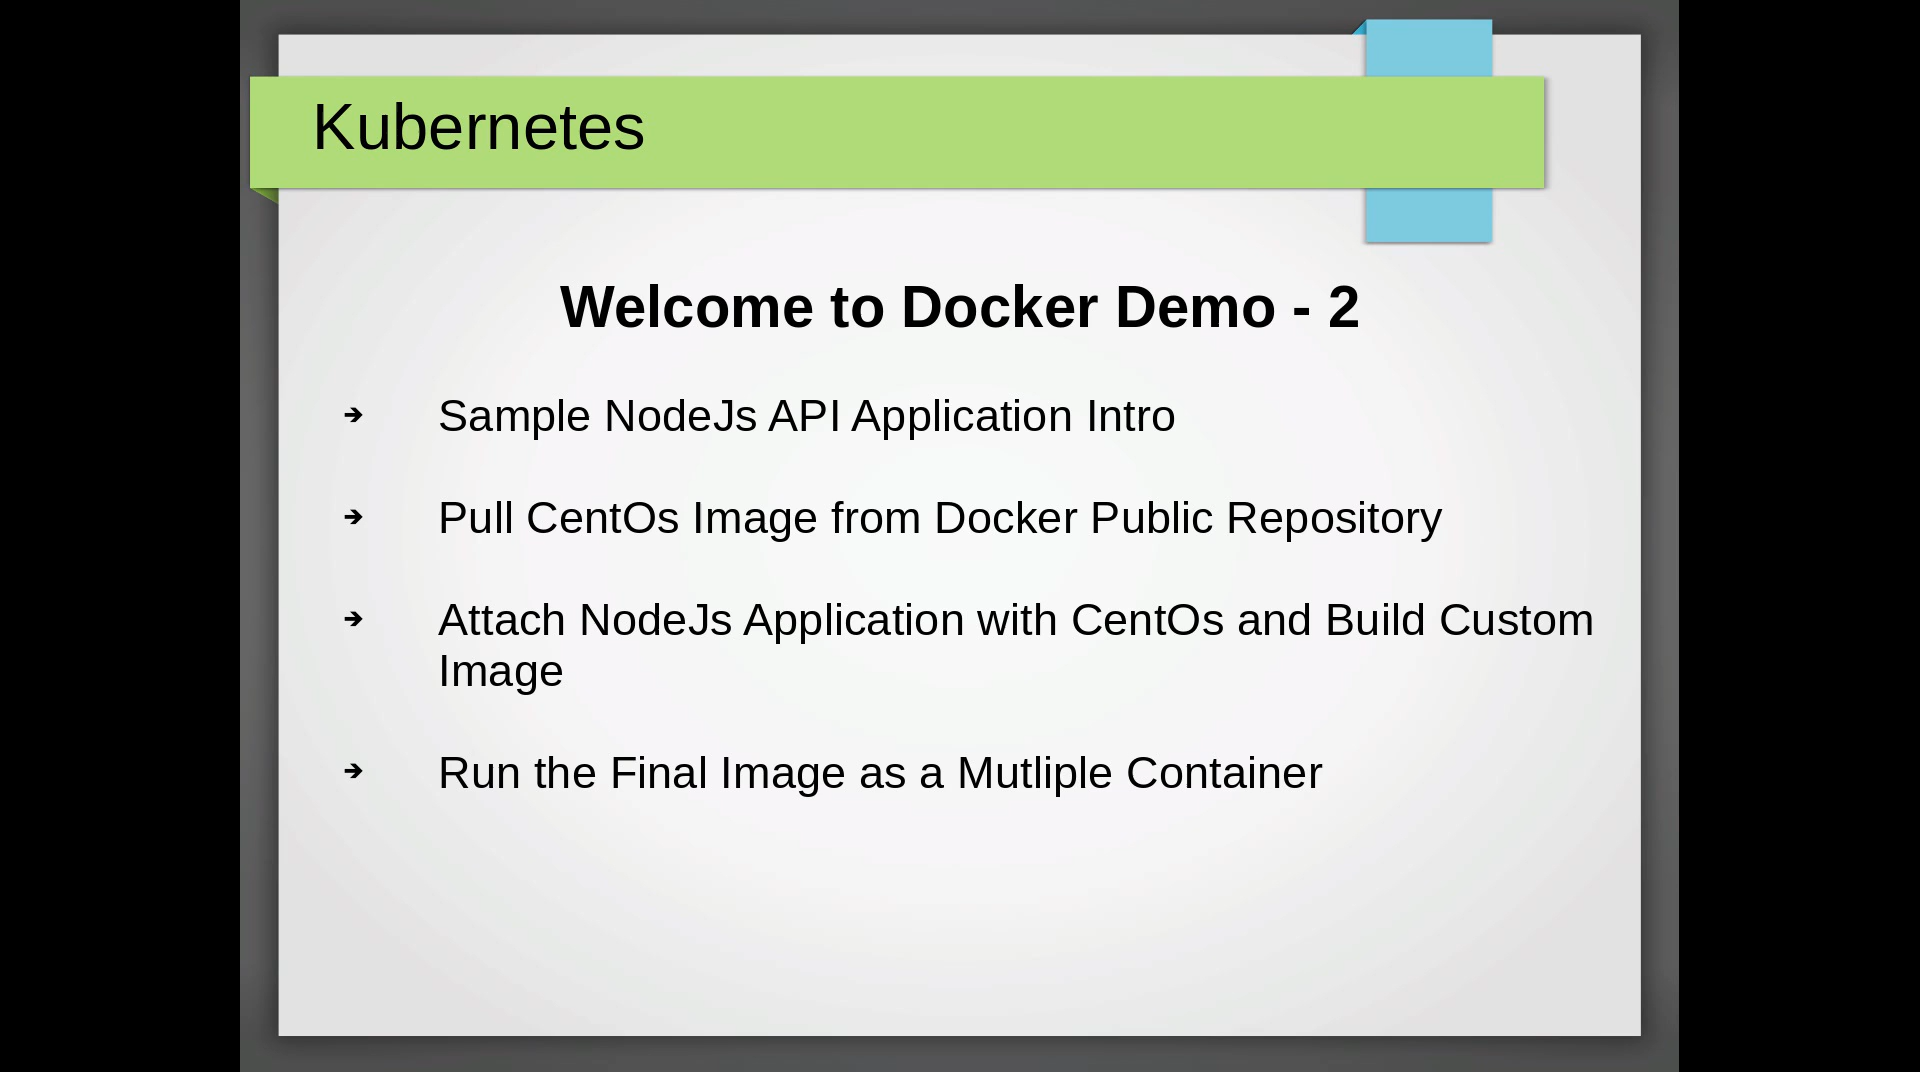 Kubernetes
Welcome to Docker Demo - 2
➔ Sample NodeJs API Application Intro
➔ Pull CentOs Image from Docker Public Repository
➔ Attach NodeJs Application with CentOs and Build Custom
Image
➔ Run the Final Image as a Mutliple Container